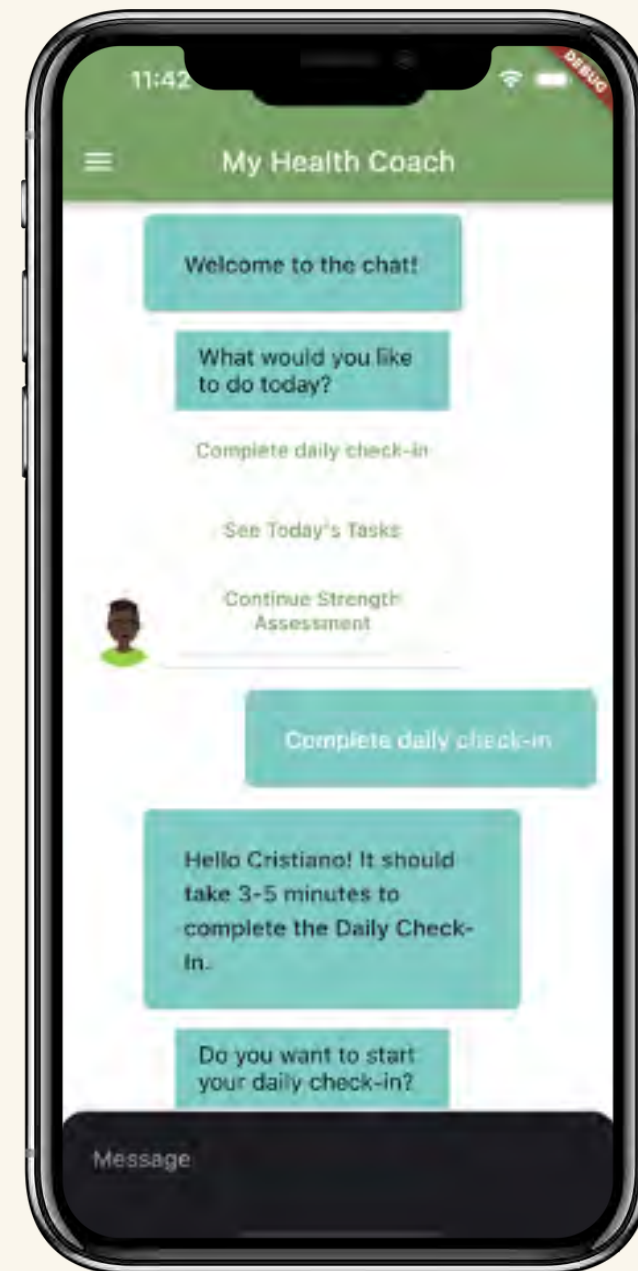 11:42
DEBUG
My Health Coach
Welcome to the chat!
What would you like
to do today?
Complete daily check-in
See Today's Tasks
Continue Strength
Assessment
Complete daily check-in
Hello Cristiano! It should
take 3-5 minutes to
complete the Daily Check-
In.
Do you want to start
your daily check-in?
Message